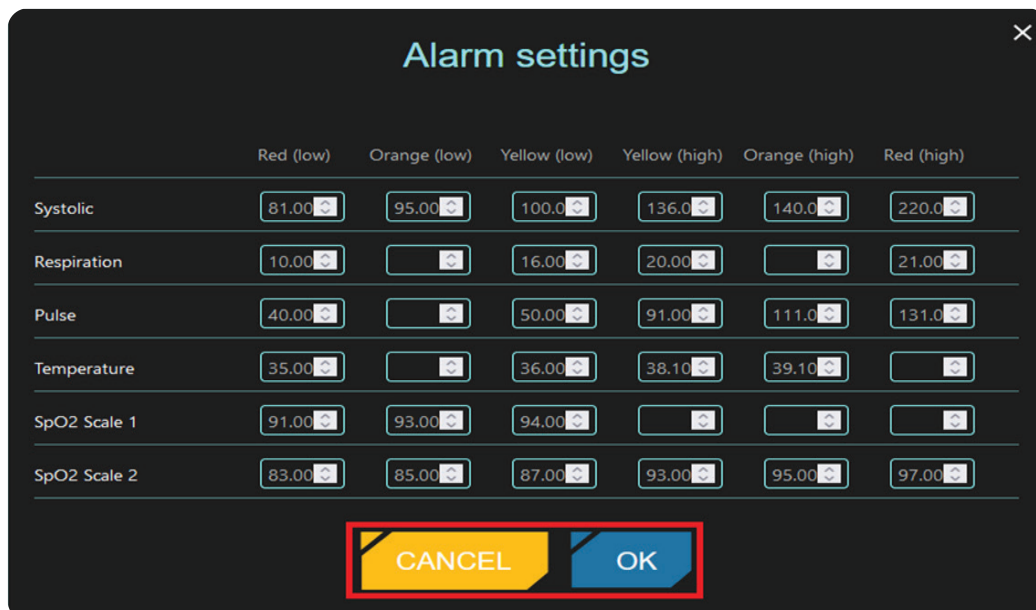 Alarm settings
Red (low) Orange (low) Yellow (low) Yellow (high) Orange (high) Red (high)
Systolic 81.00 95.00 100.0 136.0 140.0 220.0
Respiration 10.00 16.00 20.00 21.00
Pulse 40.00 50.00 91.00 111.0 131.0
Temperature 35.00 36.00 38.10 39.10
SpO2 Scale 1 91.00 93.00 94.00
SpO2 Scale 2 83.00 85.00 87.00 93.00 95.00 97.00
CANCEL OK